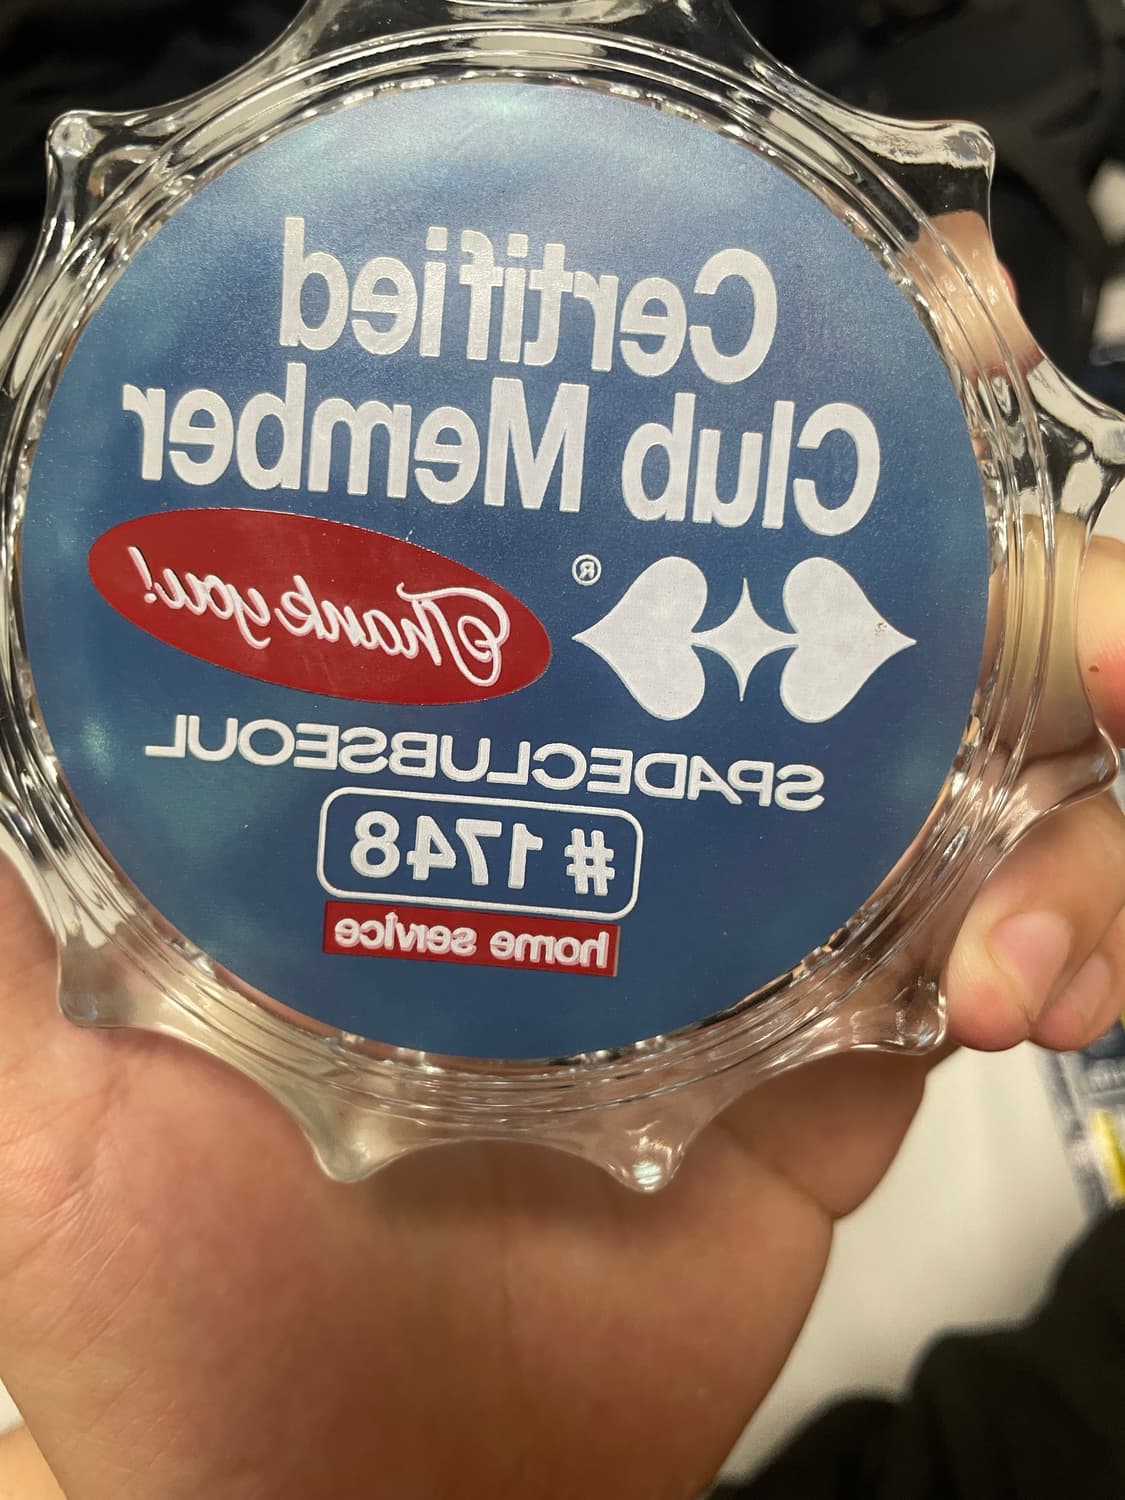 Certified
Club Member
®
Thank you!
SPADECLUBSEOUL
# 1748
home service